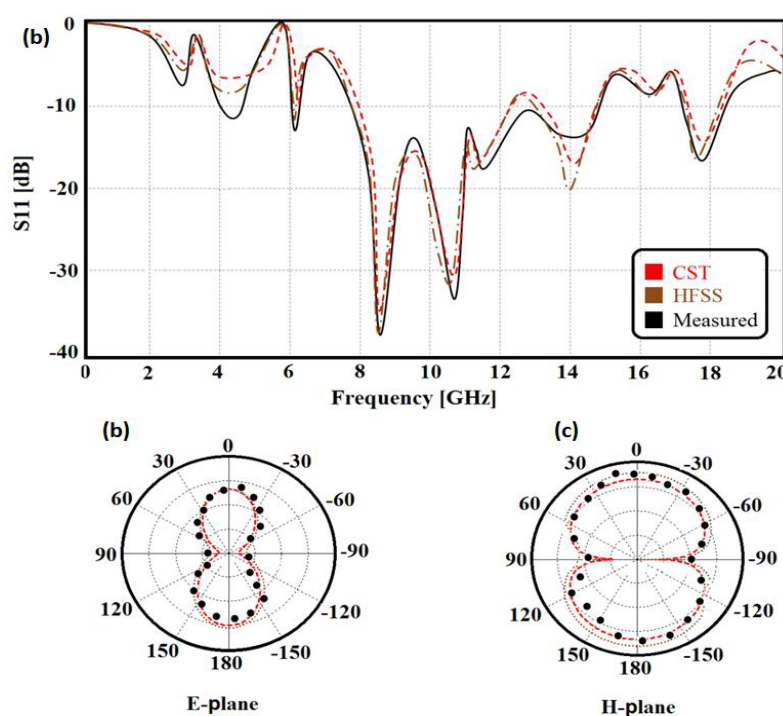 (b)
S11 [dB]
0
-10
-20
-30
-40
CST
HFSS
Measured
0 2 4 6 8 10 12 14 16 18 20
Frequency [GHz]
(b)
0
30 -30
60 -60
90 -90
120 -120
150 -150
180
E-plane
(c)
0
30 -30
60 -60
90 -90
120 -120
150 -150
180
H-plane